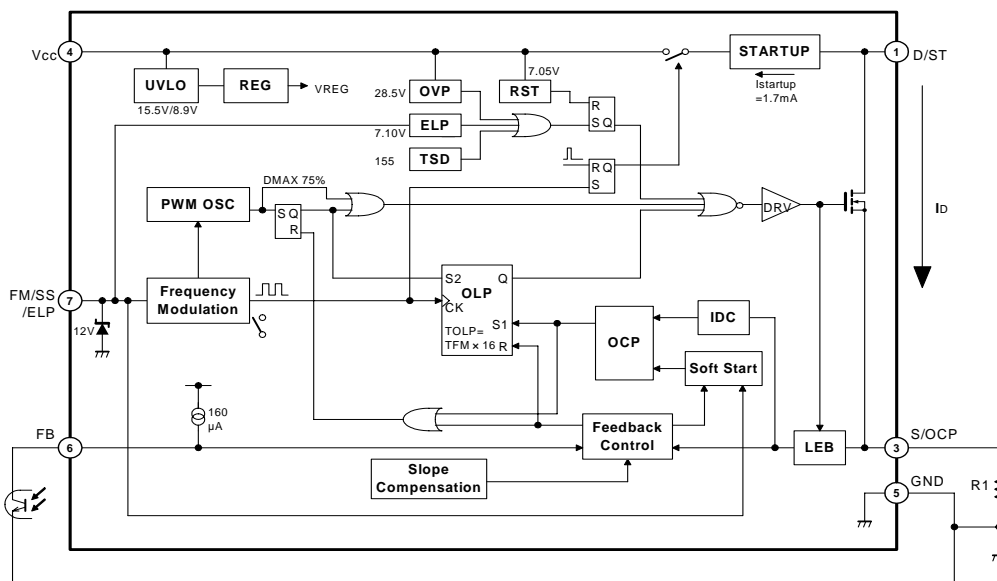 Vcc
4
STARTUP
1
D/ST
7.05V
UVLO
REG
VREG
OVP
RST
Istartup
=1.7mA
15.5V/8.9V
28.5V
R
S Q
ELP
7.10V
TSD
155
R Q
S
DMAX 75%
PWM OSC
S Q
R
DRV
ID
FM/SS
/ELP
7
Frequency
Modulation
12V
S2
Q
OLP
CK
TOLP=
TFM × 16
S1
R
OCP
IDC
Soft Start
160
µA
FB
6
Feedback
Control
LEB
3
S/OCP
Slope
Compensation
5
GND
R1